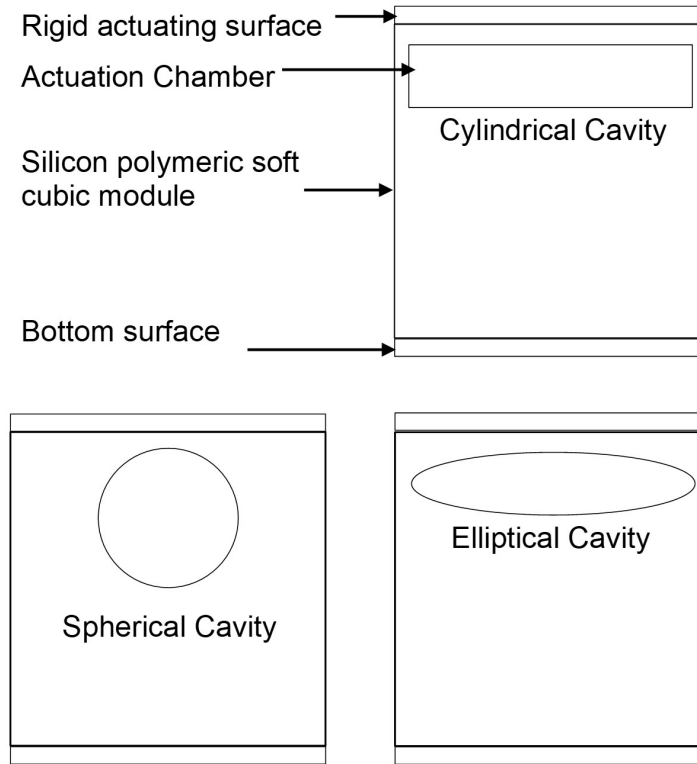 Rigid actuating surface
Actuation Chamber
Cylindrical Cavity
Silicon polymeric soft
cubic module
Bottom surface
Elliptical Cavity
Spherical Cavity